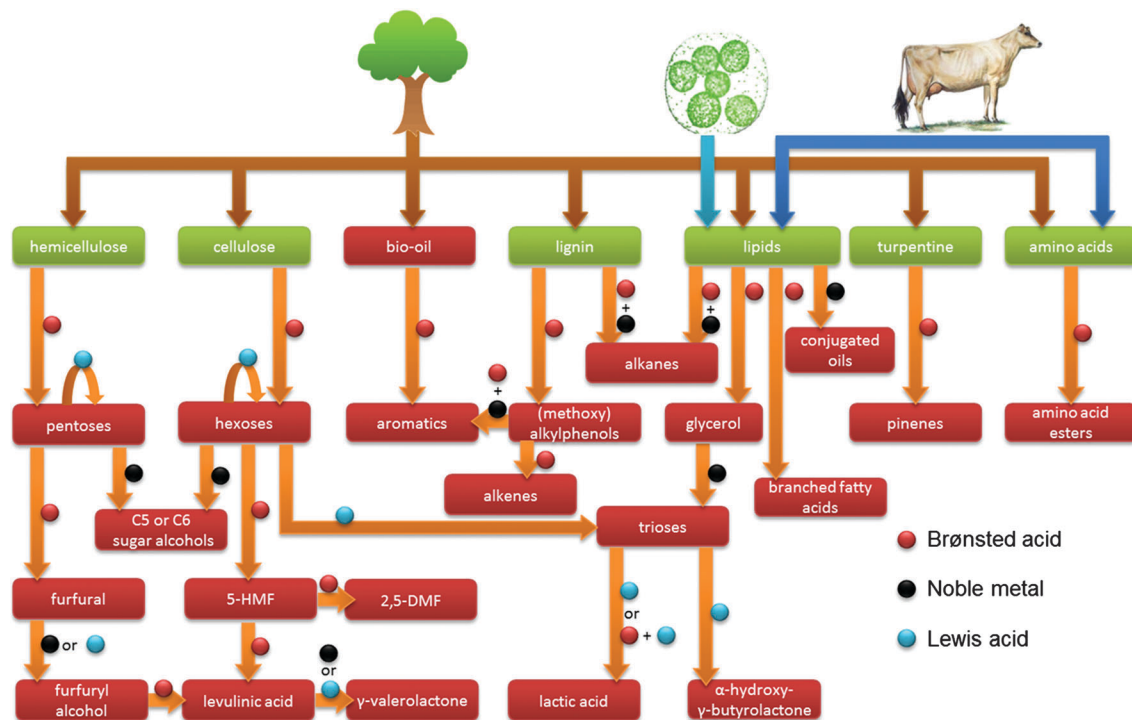 hemicellulose
cellulose
bio-oil
lignin
lipids
turpentine
amino acids
+
+
conjugated
oils
alkanes
+
pentoses
hexoses
aromatics
(methoxy)
alkylphenols
glycerol
pinenes
amino acid
esters
alkenes
branched fatty
acids
C5 or C6
sugar alcohols
trioses
Brønsted acid
Noble metal
Lewis acid
furfural
5-HMF
2,5-DMF
or
+
or
or
furfuryl
alcohol
levulinic acid
γ-valerolactone
lactic acid
α-hydroxy-
γ-butyrolactone